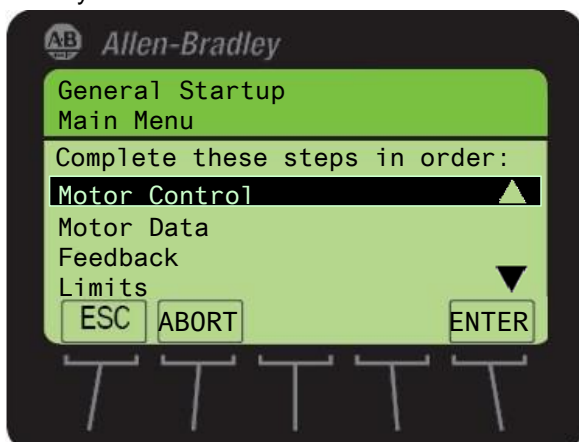 AB Allen-Bradley
General Startup
Main Menu
Complete these steps in order:
Motor Control
Motor Data
Feedback
Limits
ESC ABORT ENTER